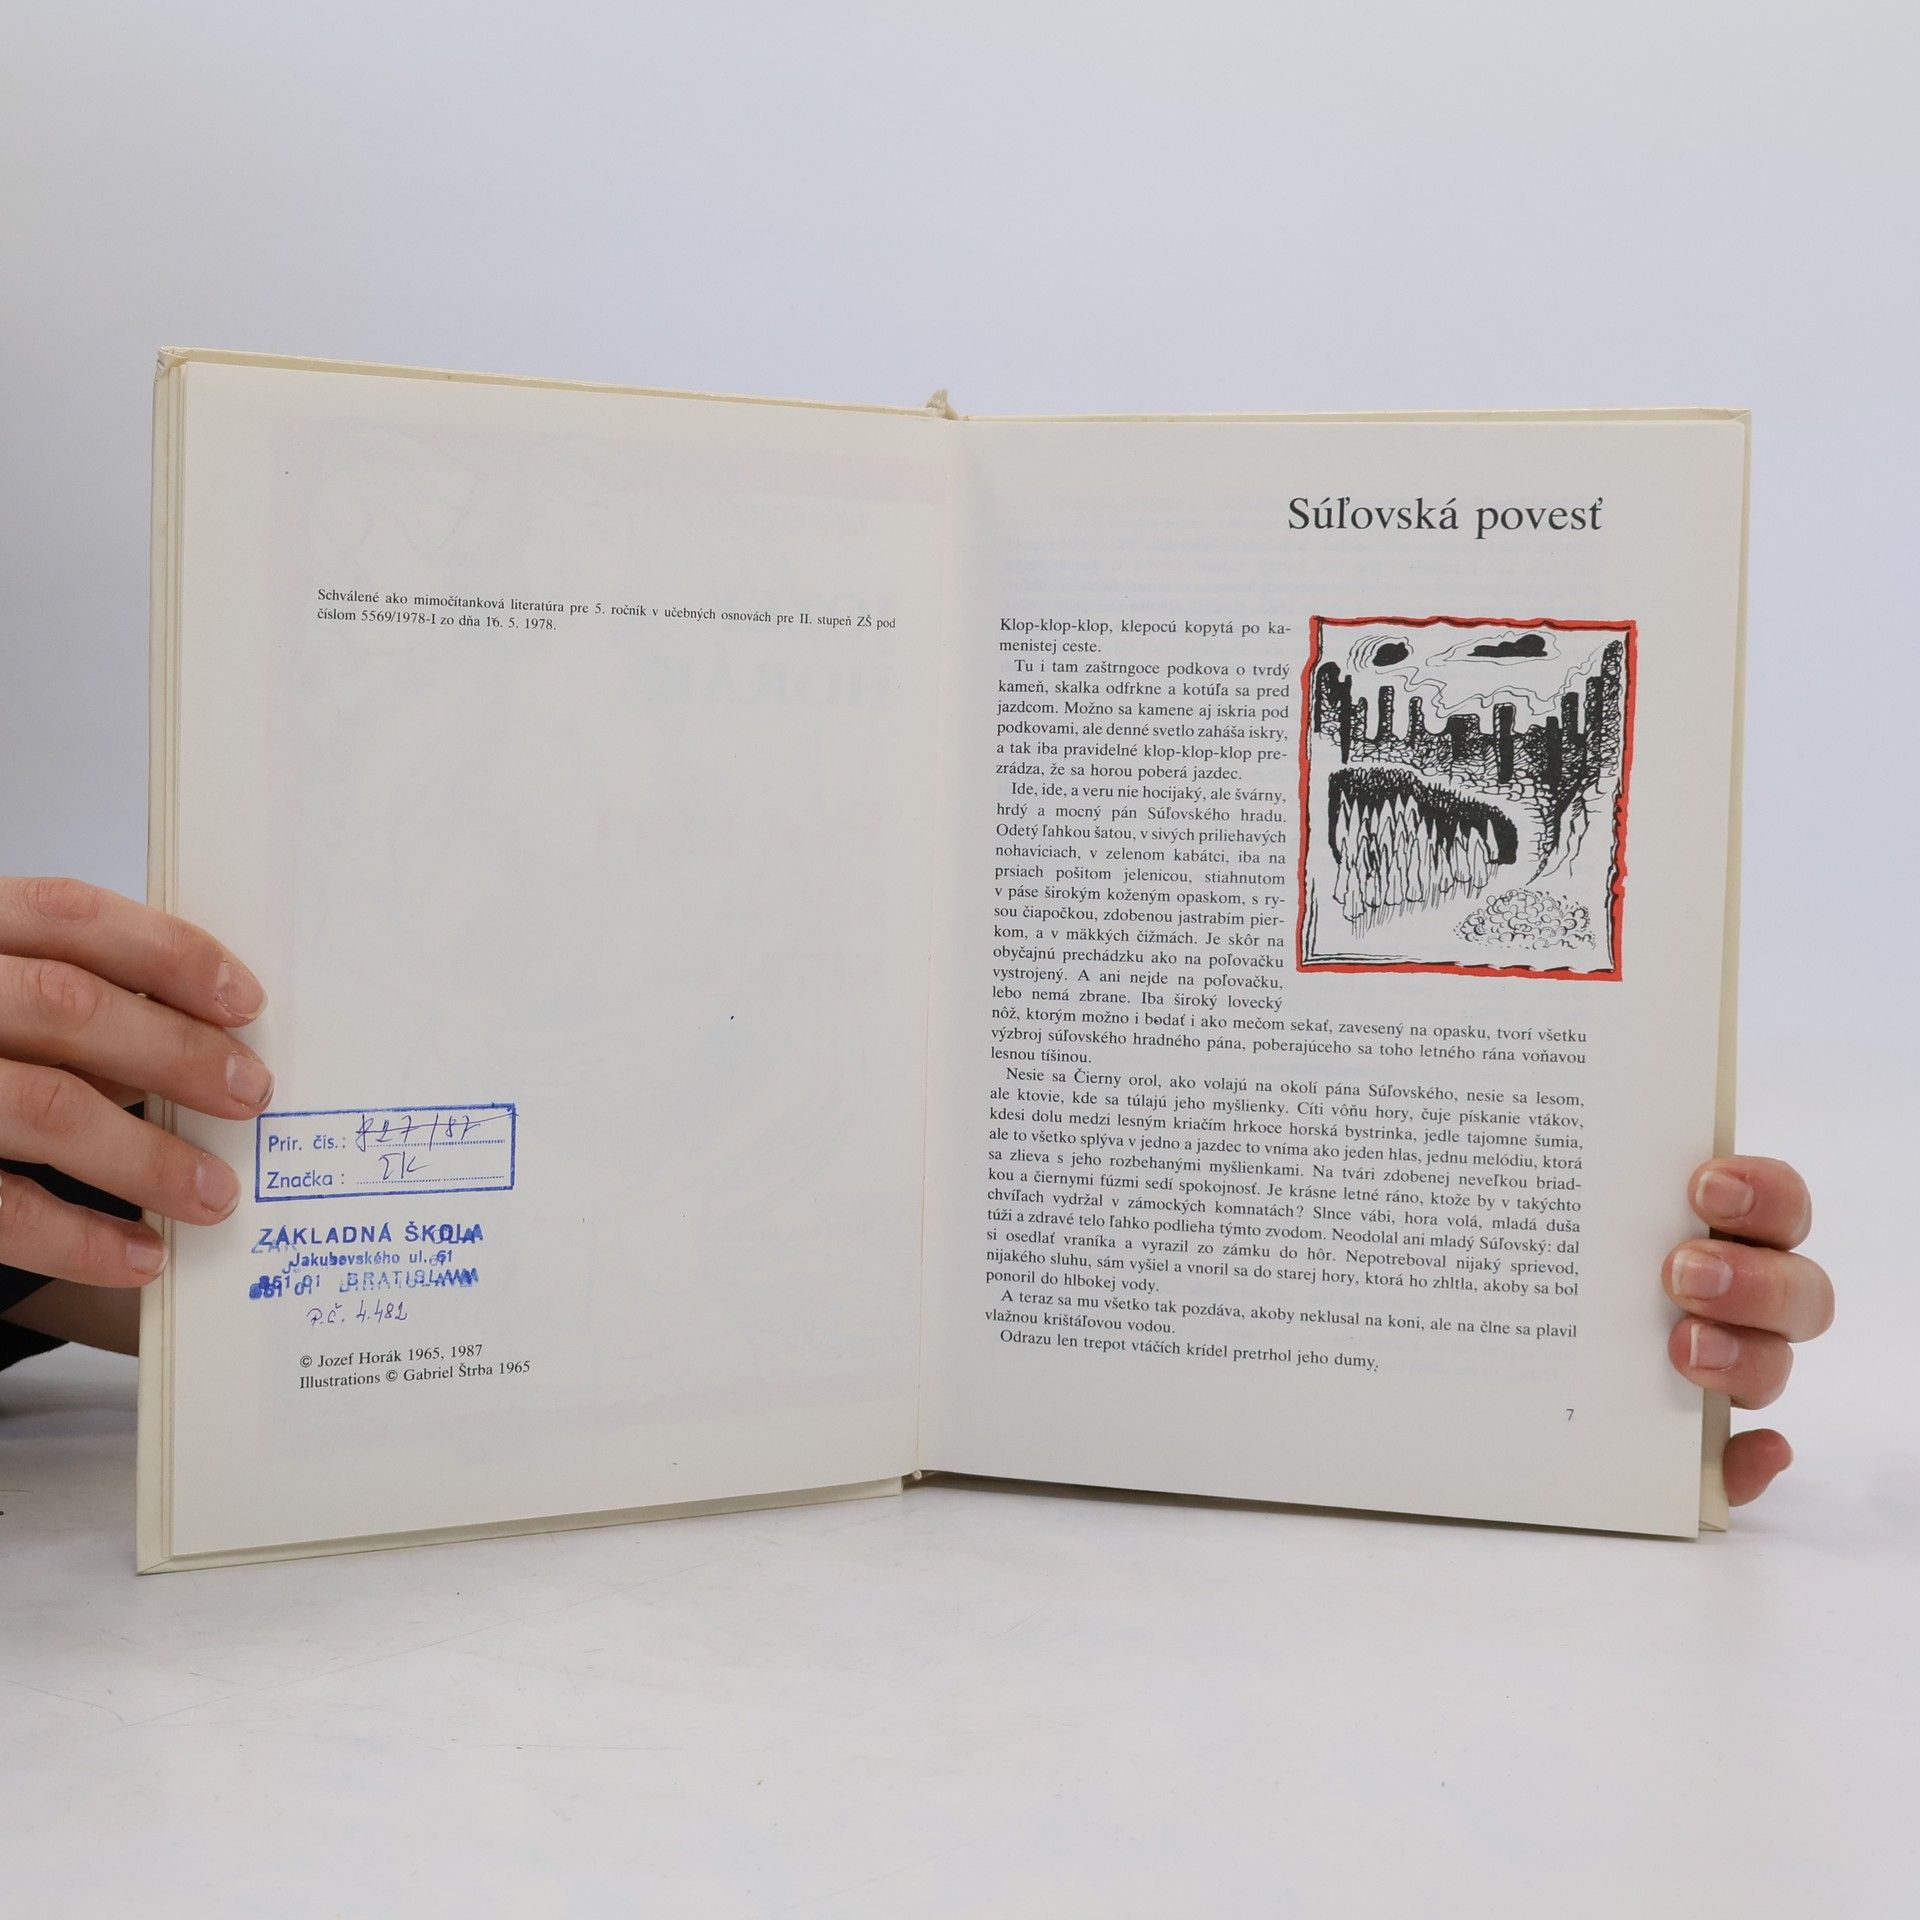 Schválené ako mimočítanková literatúra pre 5. ročník v učebných osnovách pre II. stupeň ZŠ pod
číslom 5569/1978-I zo dňa 16. 5. 1978.
Prír. čís.: 827/87
Značka : ZK
ZÁKLADNÁ ŠKOLA
Jakubovského ul. 61
851 01 BRATISLAVA
P.č. 4.482
© Jozef Horák 1965, 1987
Illustrations © Gabriel Štrba 1965
Súľovská povesť
Klop-klop-klop, klepocú kopytá po ka-
menistej ceste.
Tu i tam zaštrngoce podkova o tvrdý
kameň, skalka odfrkne a kotúľa sa pred
jazdcom. Možno sa kamene aj iskria pod
podkovami, ale denné svetlo zaháša iskry,
a tak iba pravidelné klop-klop-klop pre-
zrádza, že sa horou poberá jazdec.
Ide, ide, a veru nie hocijaký, ale švárny,
hrdý a mocný pán Súľovského hradu.
Odetý ľahkou šatou, v sivých priliehavých
nohaviciach, v zelenom kabátci, iba na
prsiach pošitom jelenicou, stiahnutom
v páse širokým koženým opaskom, s ry-
sou čiapočkou, zdobenou jastrabím pier-
kom, a v mäkkých čižmách. Je skôr na
obyčajnú prechádzku ako na poľovačku
vystrojený. A ani nejde na poľovačku,
lebo nemá zbrane. Iba široký lovecký
nôž, ktorým možno i bodať i ako mečom sekať, zavesený na opasku, tvorí všetku
výzbroj súľovského hradného pána, poberajúceho sa toho letného rána voňavou
lesnou tíšinou.
Nesie sa Čierny orol, ako volajú na okolí pána Súľovského, nesie sa lesom,
ale ktovie, kde sa túlajú jeho myšlienky. Cíti vôňu hory, čuje pískanie vtákov,
kdesi dolu medzi lesným kriačím hrkoce horská bystrinka, jedle tajomne šumia,
ale to všetko splýva v jedno a jazdec to vníma ako jeden hlas, jednu melódiu, ktorá
sa zlieva s jeho rozbehanými myšlienkami. Na tvári zdobenej neveľkou briad-
kou a čiernymi fúzmi sedí spokojnosť. Je krásne letné ráno, ktože by v takýchto
chvíľach vydržal v zámockých komnatách? Slnce vábi, hora volá, mladá duša
túži a zdravé telo ľahko podlieha týmto zvodom. Neodolal ani mladý Súľovský: dal
si osedlať vraníka a vyrazil zo zámku do hôr. Nepotreboval nijaký sprievod,
nijakého sluhu, sám vyšiel a vnoril sa do starej hory, ktorá ho zhltla, akoby sa bol
ponoril do hlbokej vody.
A teraz sa mu všetko tak pozdáva, akoby neklusal na koni, ale na člne sa plavil
vlažnou krištáľovou vodou.
Odrazu len trepot vtáčích krídel pretrhol jeho dumy.
7